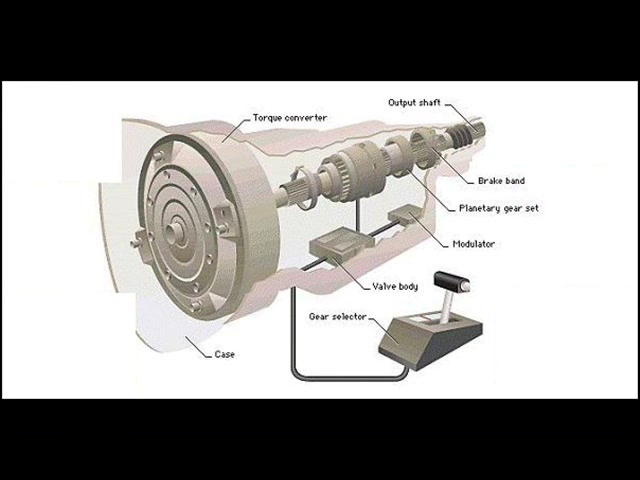 Output shaft
Torque converter
Brake band
Planetary gear set
Modulator
Valve body
Gear selector
Case